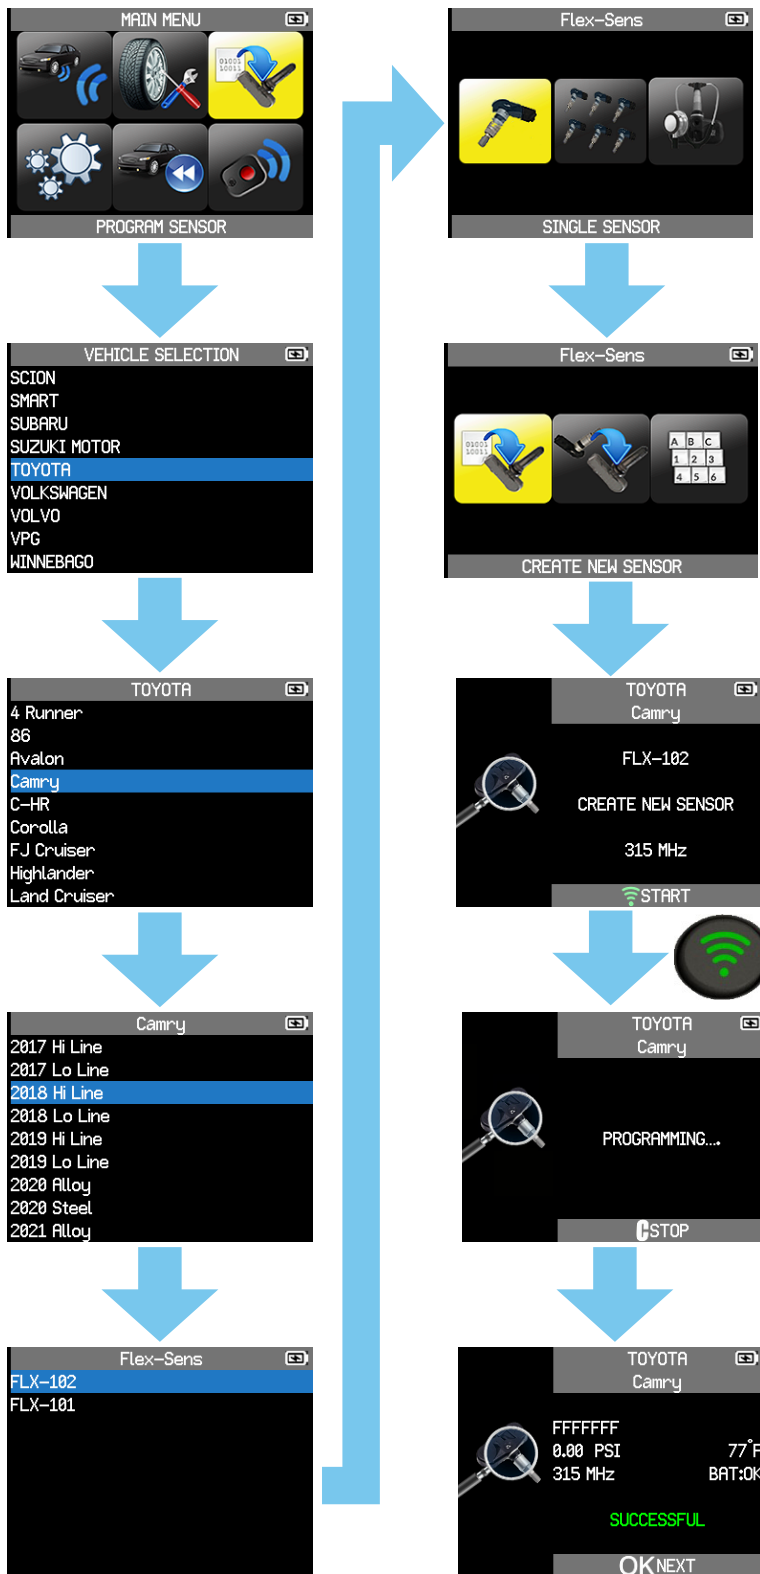 MAIN MENU
01001
10011
PROGRAM SENSOR
VEHICLE SELECTION
SCION
SMART
SUBARU
SUZUKI MOTOR
TOYOTA
VOLKSWAGEN
VOLVO
VPG
WINNEBAGO
TOYOTA
4 Runner
86
Avalon
Camry
C-HR
Corolla
FJ Cruiser
Highlander
Land Cruiser
Camry
2017 Hi Line
2017 Lo Line
2018 Hi Line
2018 Lo Line
2019 Hi Line
2019 Lo Line
2020 Alloy
2020 Steel
2021 Alloy
Flex-Sens
FLX-102
FLX-101
Flex-Sens
SINGLE SENSOR
Flex-Sens
01001
10011
A B C
1 2 3
4 5 6
CREATE NEW SENSOR
TOYOTA
Camry
FLX-102
CREATE NEW SENSOR
315 MHz
START
TOYOTA
Camry
PROGRAMMING....
C STOP
TOYOTA
Camry
FFFFFFF
0.00 PSI 77°F
315 MHz BAT:OK
SUCCESSFUL
OK NEXT